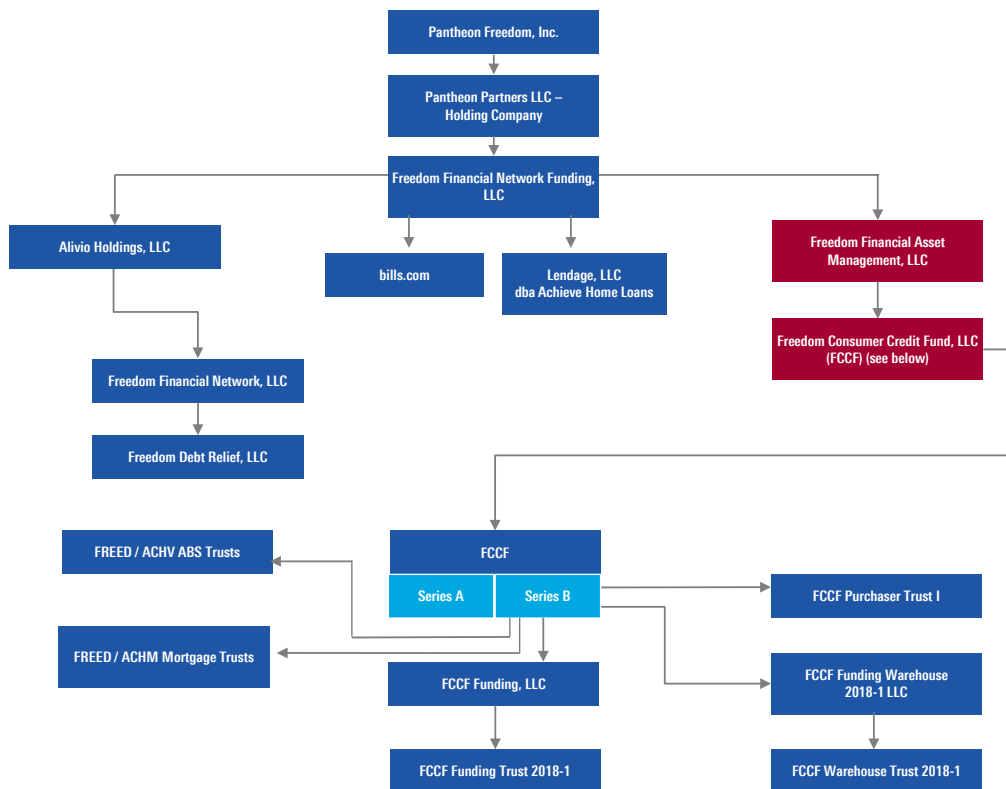 Pantheon Freedom, Inc.
Pantheon Partners LLC –
Holding Company
Freedom Financial Network Funding,
LLC
Alivio Holdings, LLC
bills.com
Lendage, LLC
dba Achieve Home Loans
Freedom Financial Asset
Management, LLC
Freedom Consumer Credit Fund, LLC
(FCCF) (see below)
Freedom Financial Network, LLC
Freedom Debt Relief, LLC
FREED / ACHV ABS Trusts
FCCF
Series A
Series B
FCCF Purchaser Trust I
FREED / ACHM Mortgage Trusts
FCCF Funding, LLC
FCCF Funding Warehouse
2018-1 LLC
FCCF Funding Trust 2018-1
FCCF Warehouse Trust 2018-1